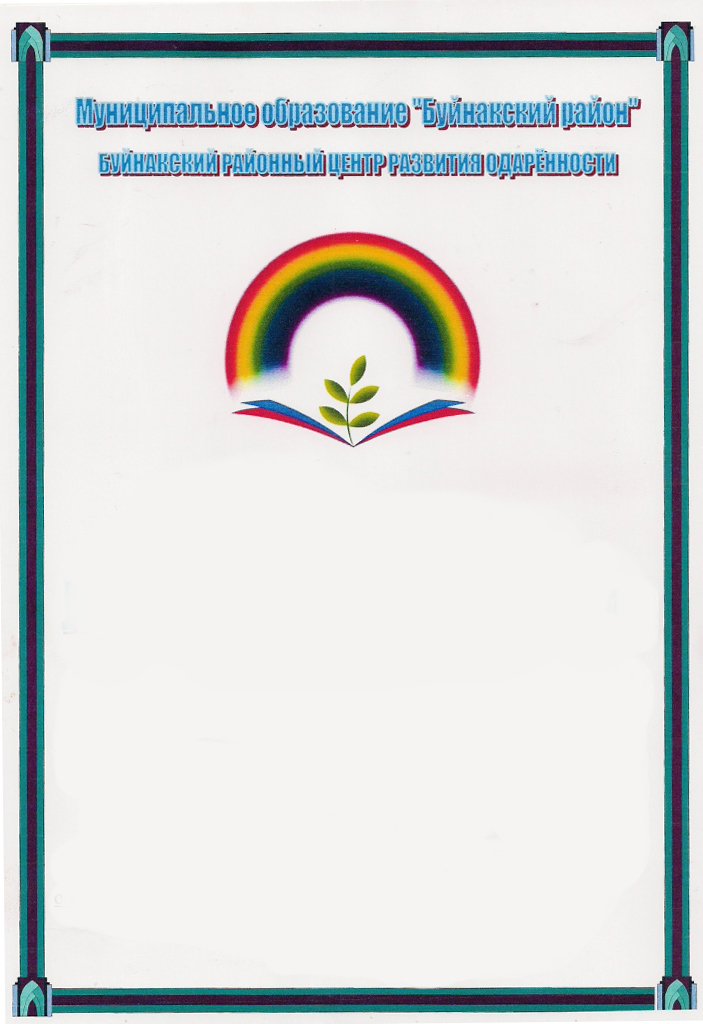 Муниципальное образование "Буйнакский район"
БУЙНАКСКИЙ РАЙОННЫЙ ЦЕНТР РАЗВИТИЯ ОДАРЁННОСТИ